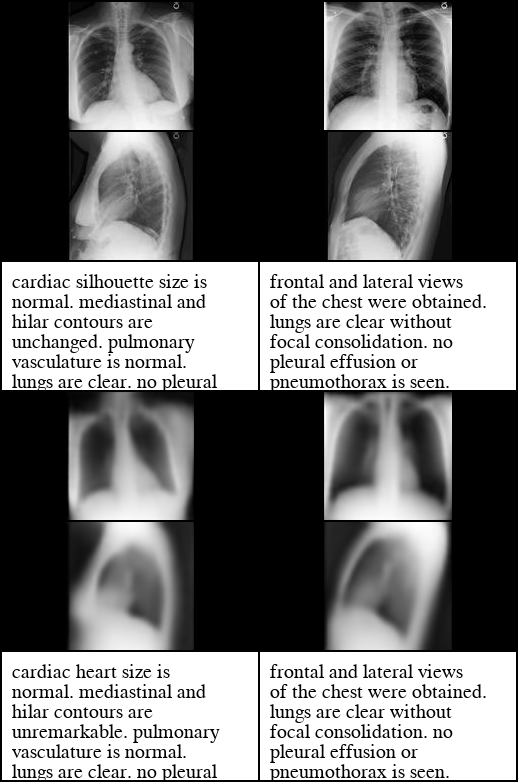 cardiac silhouette size is
normal. mediastinal and
hilar contours are
unchanged. pulmonary
vasculature is normal.
lungs are clear. no pleural
frontal and lateral views
of the chest were obtained.
lungs are clear without
focal consolidation. no
pleural effusion or
pneumothorax is seen.
cardiac heart size is
normal. mediastinal and
hilar contours are
unremarkable. pulmonary
vasculature is normal.
lungs are clear. no pleural
frontal and lateral views
of the chest were obtained.
lungs are clear without
focal consolidation. no
pleural effusion or
pneumothorax is seen.